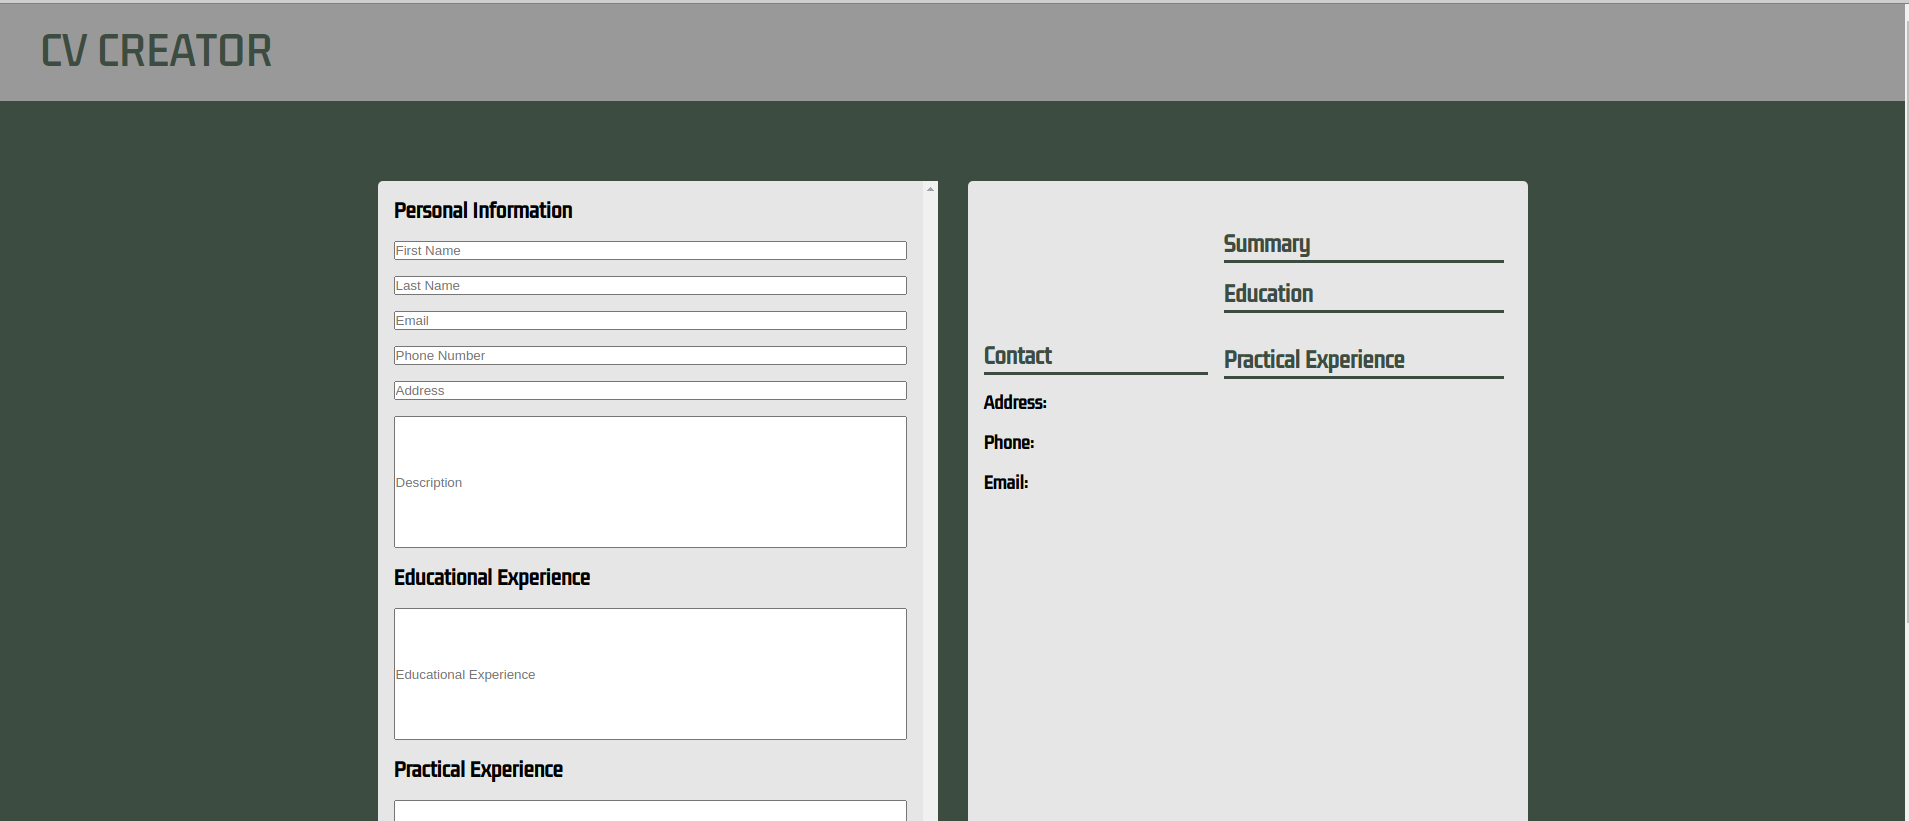 CV CREATOR
Personal Information
First Name
Last Name
Email
Phone Number
Address
Description
Educational Experience
Educational Experience
Practical Experience
Summary
Education
Practical Experience
Contact
Address:
Phone:
Email: